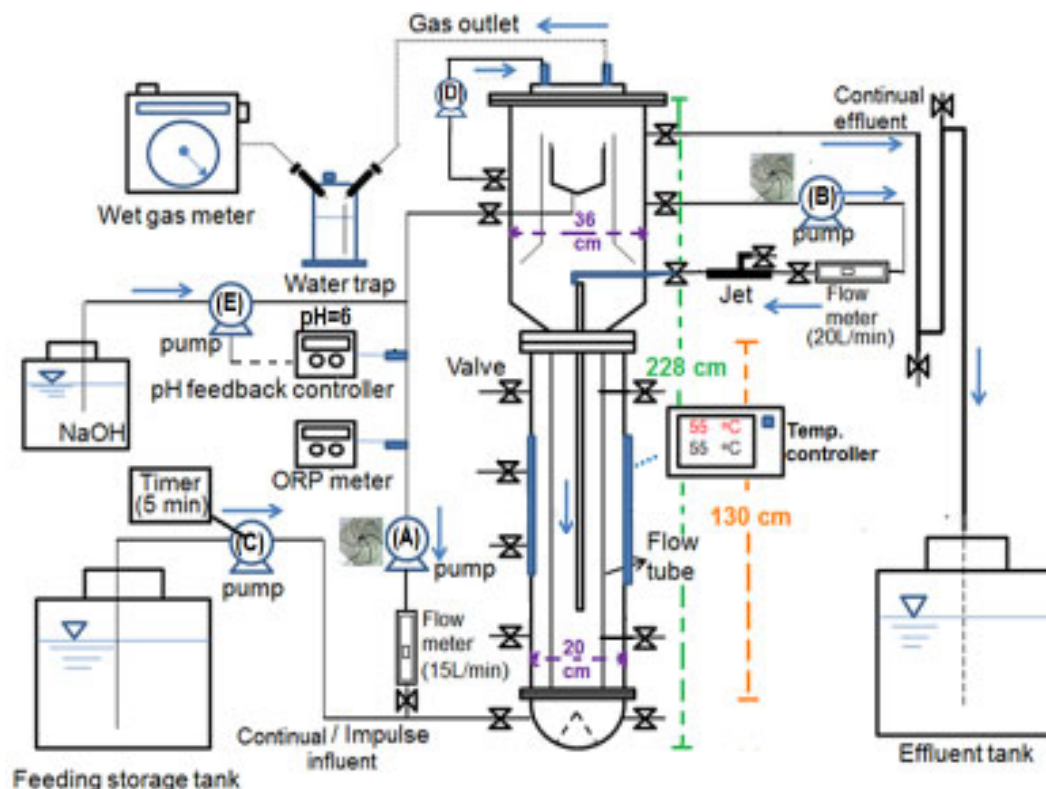 Gas outlet
(D)
Continual
effluent
Wet gas meter
(B)
pump
36
cm
Water trap
Jet
Flow
meter
(20L/min)
(E)
pump
pH=6
pH feedback controller
NaOH
Valve
228 cm
55 ºC
55 ºC
Temp.
controller
ORP meter
Timer
(5 min)
(C)
pump
(A)
pump
130 cm
Flow
tube
Flow
meter
(15L/min)
20
cm
Continual / Impulse
influent
Feeding storage tank
Effluent tank